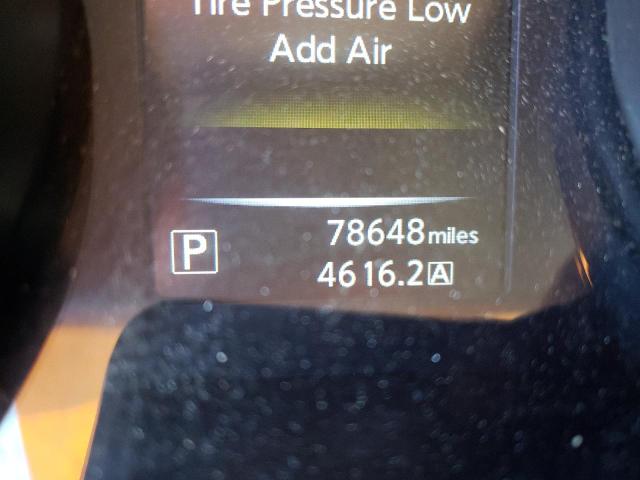 Tire Pressure Low
Add Air
P
78648 miles
4616.2 A